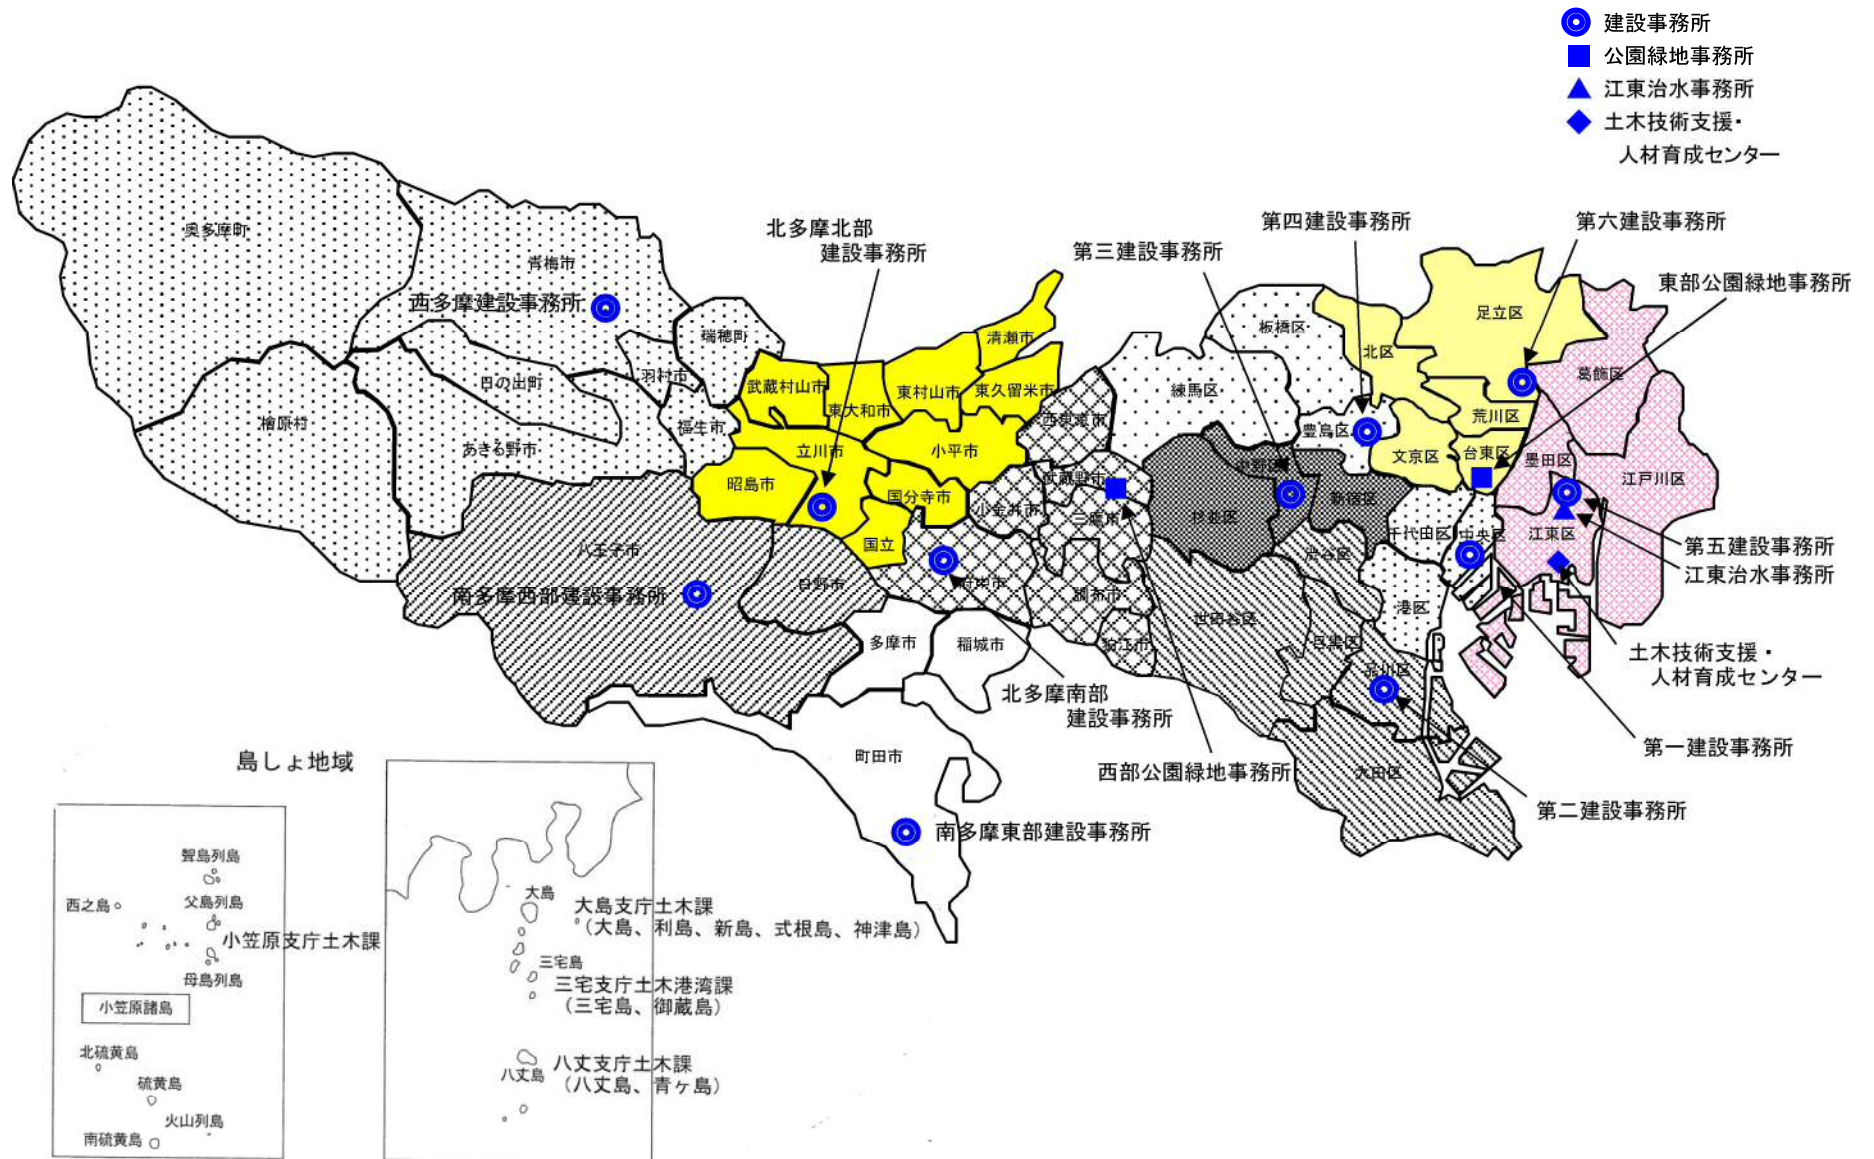 建設事務所
公園緑地事務所
江東治水事務所
土木技術支援・
人材育成センター
北多摩北部
建設事務所
第三建設事務所
第四建設事務所
第六建設事務所
東部公園緑地事務所
奥多摩町
青梅市
西多摩建設事務所
瑞穂町
羽村市
日の出町
檜原村
あきる野市
福生市
武蔵村山市
東大和市
東村山市
清瀬市
東久留米市
立川市
小平市
昭島市
国分寺市
国立
西東京市
武蔵野市
小金井市
三鷹市
府中市
調布市
狛江市
八王子市
南多摩西部建設事務所
日野市
多摩市
稲城市
町田市
南多摩東部建設事務所
北多摩南部
建設事務所
西部公園緑地事務所
板橋区
練馬区
北区
足立区
葛飾区
荒川区
豊島区
文京区
台東区
墨田区
江戸川区
中野区
新宿区
杉並区
千代田区
中央区
江東区
渋谷区
港区
世田谷区
目黒区
品川区
大田区
第五建設事務所
江東治水事務所
土木技術支援・
人材育成センター
第一建設事務所
第二建設事務所
島しょ地域
聟島列島
西之島
父島列島
小笠原支庁土木課
母島列島
小笠原諸島
北硫黄島
硫黄島
火山列島
南硫黄島
大島
大島支庁土木課
（大島、利島、新島、式根島、神津島）
三宅島
三宅支庁土木港湾課
（三宅島、御蔵島）
八丈島
八丈支庁土木課
（八丈島、青ヶ島）